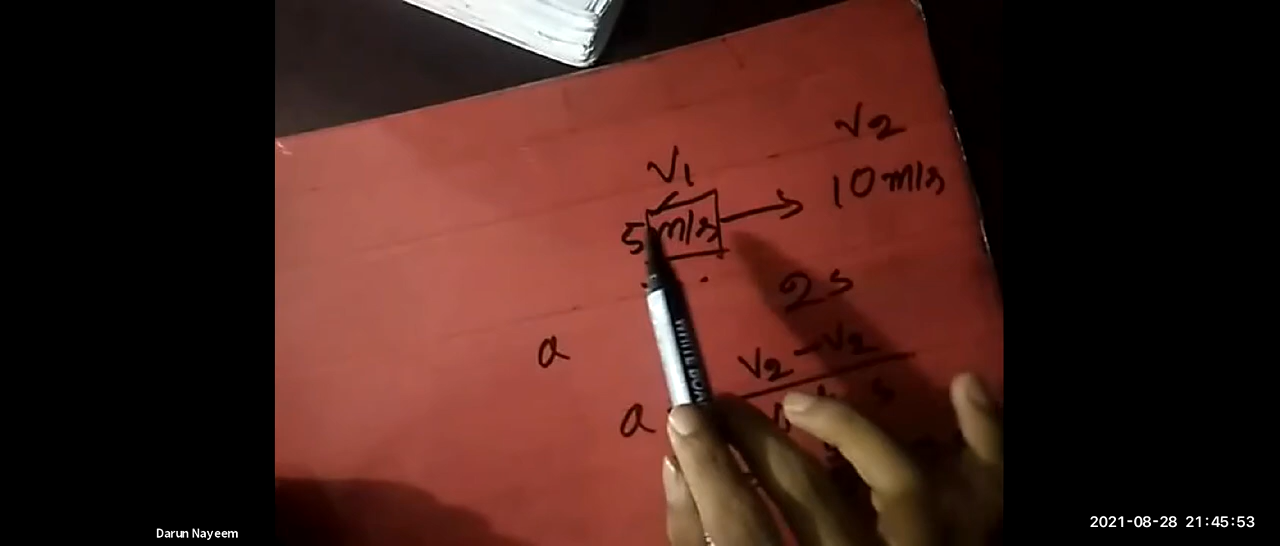 V2
V1
10 m/s
5 m/s
2s
a
V2 - V2
a
WHITE BOA
Darun Nayeem
2021-08-28 21:45:53